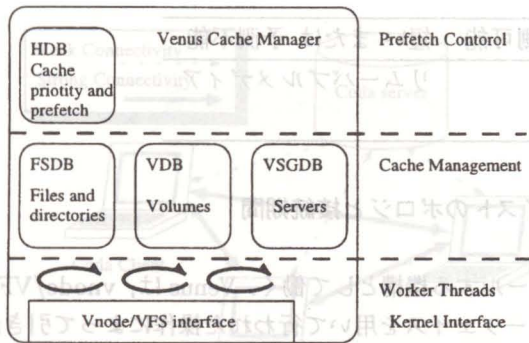 HDB
Cache
priotity and
prefetch
Venus Cache Manager
Prefetch Contorol
FSDB
Files and
directories
VDB
Volumes
VSGDB
Servers
Cache Management
Worker Threads
Vnode/VFS interface
Kernel Interface